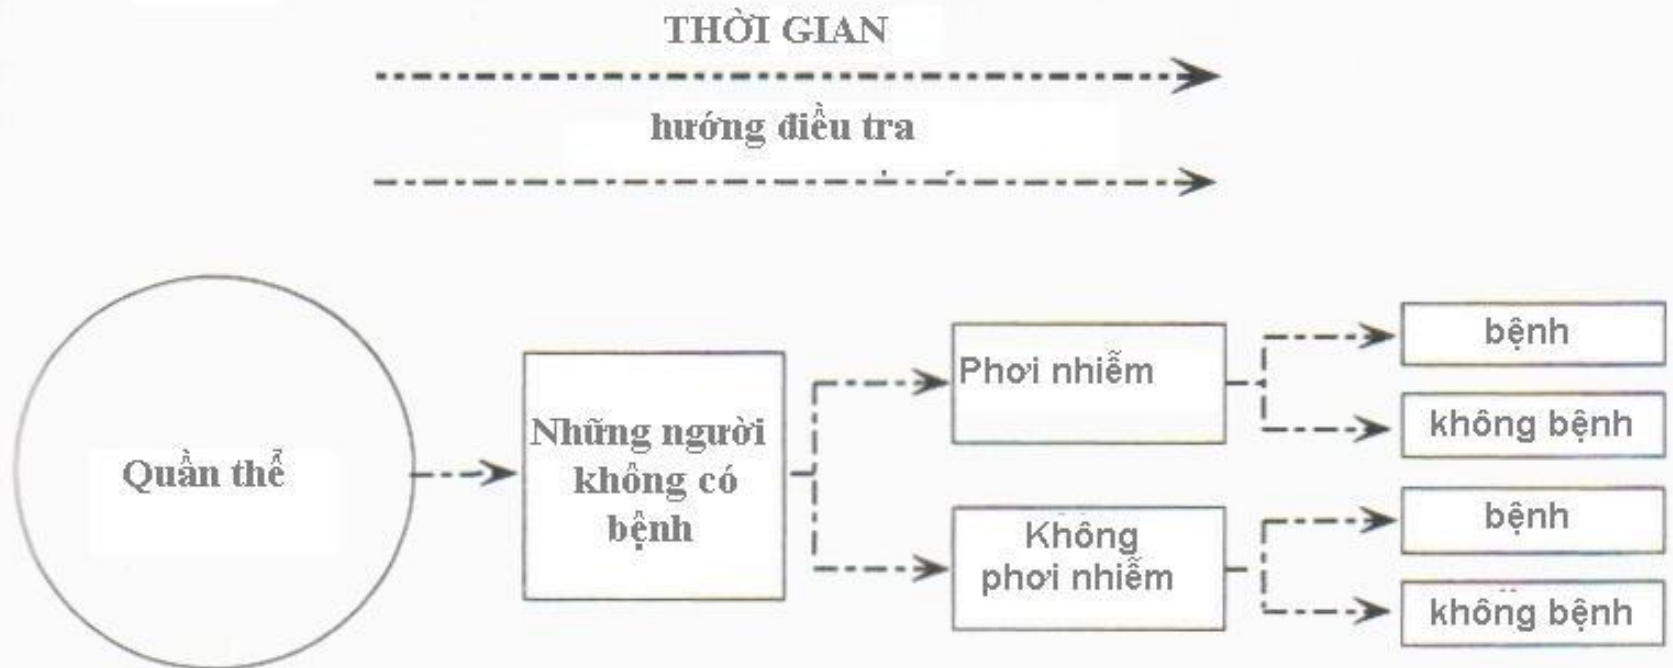 THỜI GIAN
hướng điều tra
Quần thể
Những người
không có
bệnh
Phơi nhiễm
Không
phơi nhiễm
bệnh
không bệnh
bệnh
không bệnh